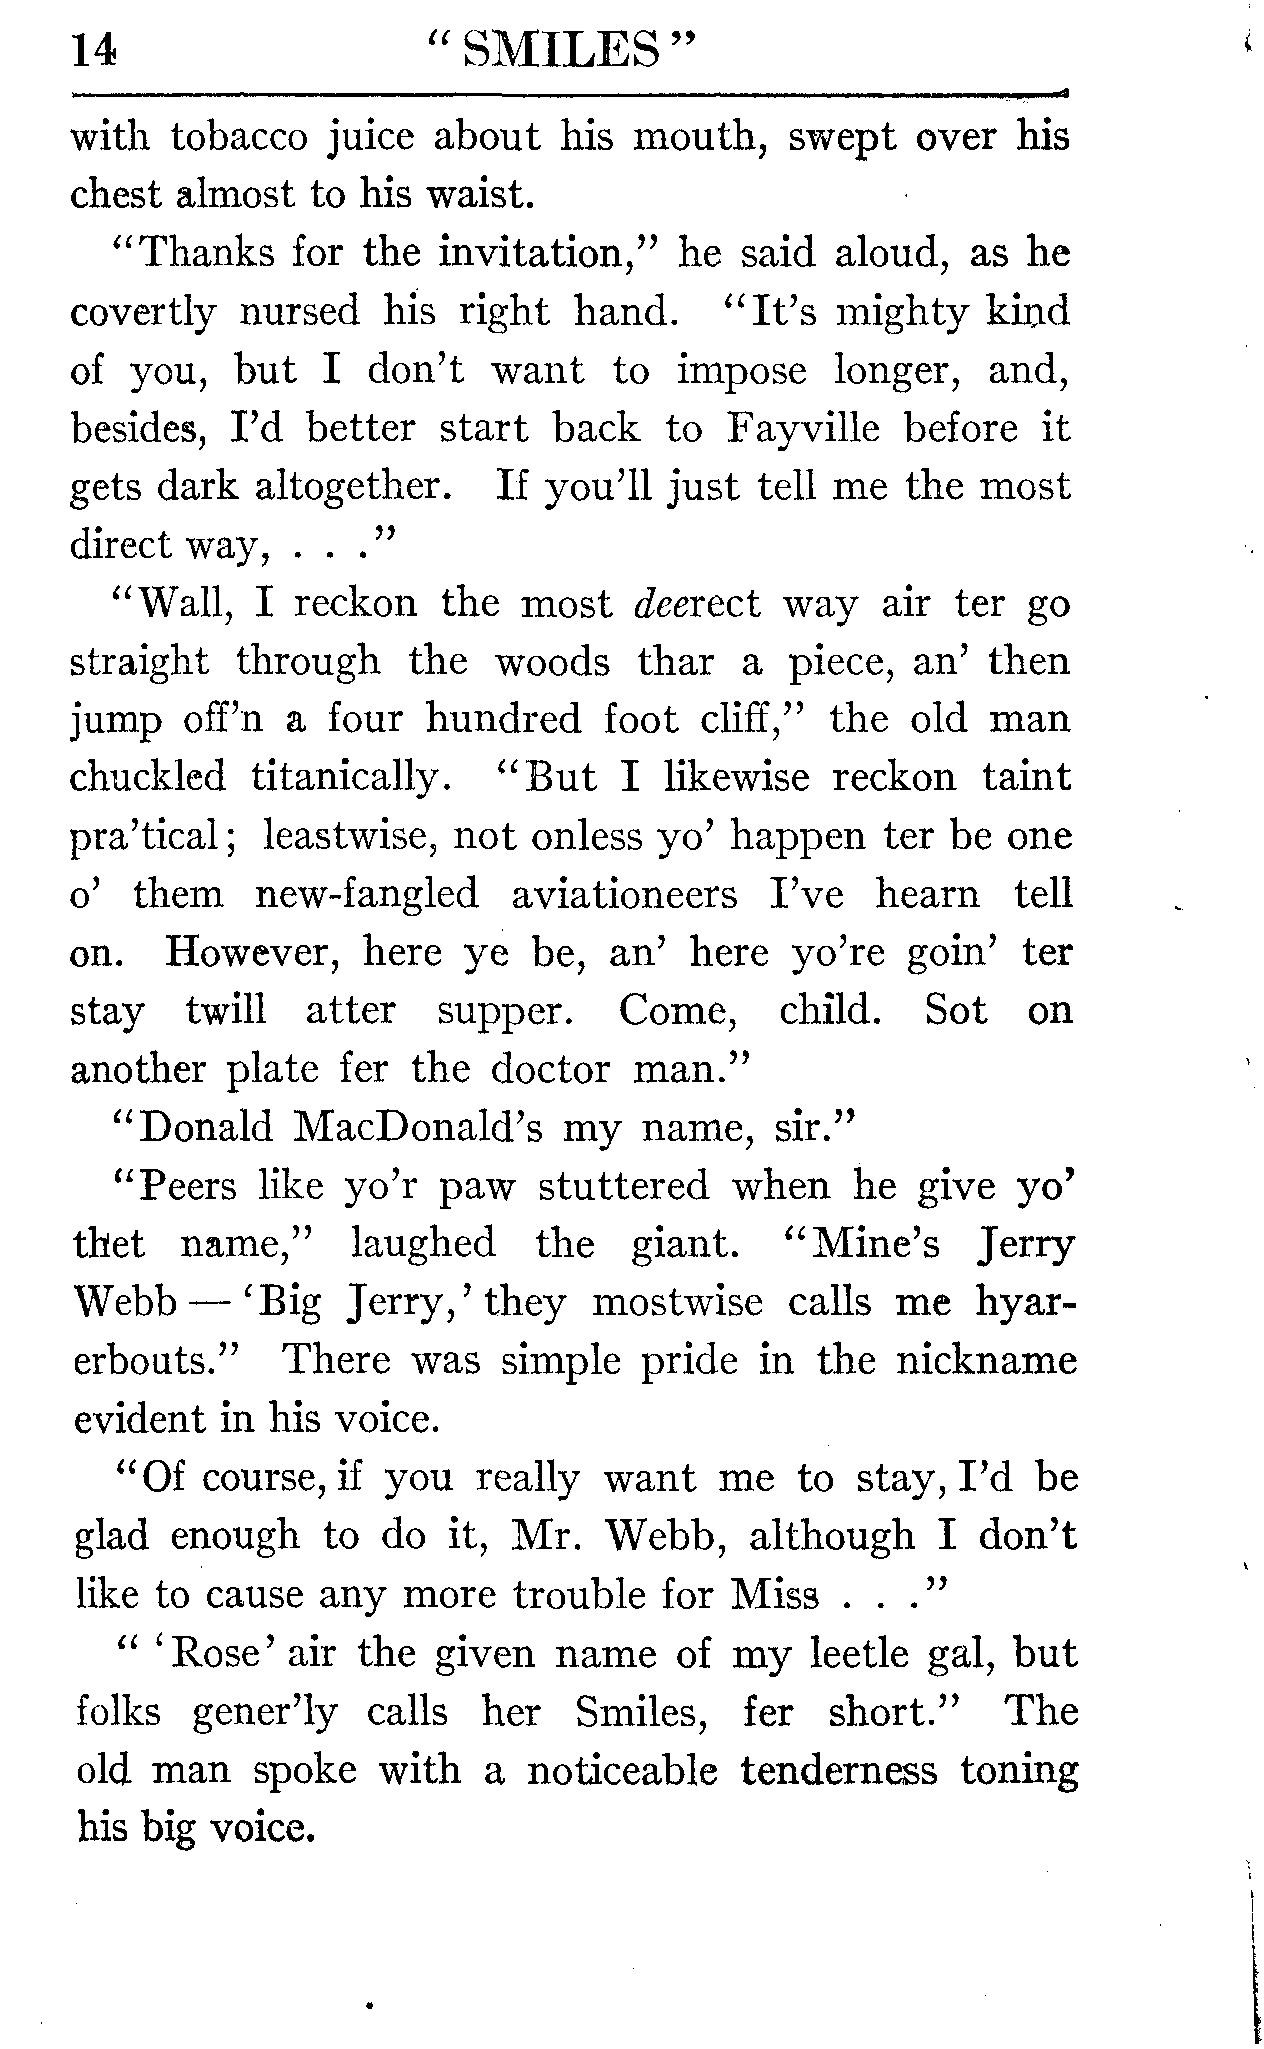 14 “ SMILES ”
with tobacco juice about his mouth, swept over his
chest almost to his waist.
“Thanks for the invitation,” he said aloud, as he
covertly nursed his right hand. “It’s mighty kind
of you, but I don’t want to impose longer, and,
besides, I’d better start back to Fayville before it
gets dark altogether. If you’ll just tell me the most
direct way, . . .”
“Wall, I reckon the most deerect way air ter go
straight through the woods thar a piece, an’ then
jump off’n a four hundred foot cliff,” the old man
chuckled titanically. “But I likewise reckon taint
pra’tical; leastwise, not onless yo’ happen ter be one
o’ them new-fangled aviationeers I’ve hearn tell
on. However, here ye be, an’ here yo’re goin’ ter
stay twill atter supper. Come, child. Sot on
another plate fer the doctor man.”
“Donald MacDonald’s my name, sir.”
“Peers like yo’r paw stuttered when he give yo’
thet name,” laughed the giant. “Mine’s Jerry
Webb — ‘Big Jerry,’ they mostwise calls me hyar-
erbouts.” There was simple pride in the nickname
evident in his voice.
“Of course, if you really want me to stay, I’d be
glad enough to do it, Mr. Webb, although I don’t
like to cause any more trouble for Miss . . .”
“ ‘Rose’ air the given name of my leetle gal, but
folks gener’ly calls her Smiles, fer short.” The
old man spoke with a noticeable tenderness toning
his big voice.